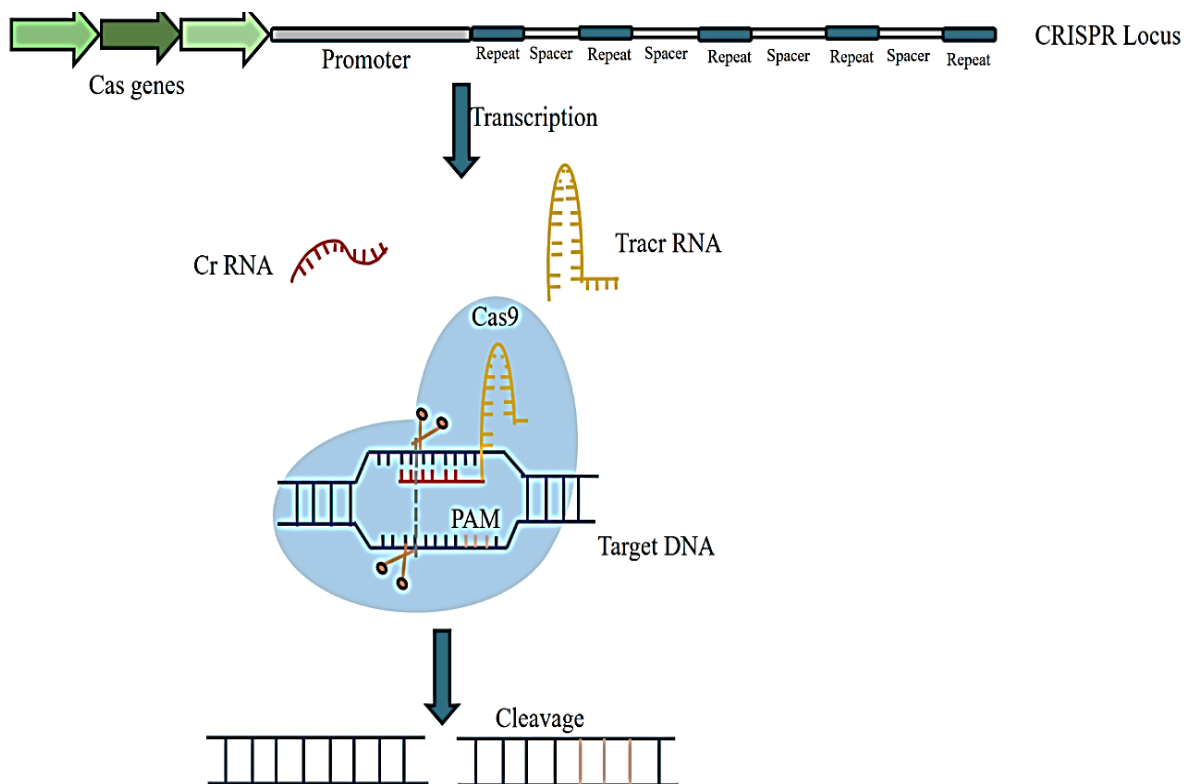 CRISPR Locus
Promoter
Repeat Spacer Repeat Spacer Repeat Spacer Repeat Spacer Repeat
Cas genes
Transcription
Tracr RNA
Cr RNA
Cas9
PAM
Target DNA
Cleavage